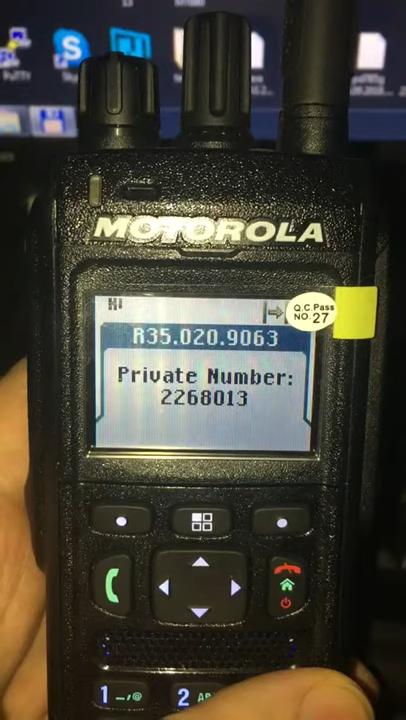 MOTOROLA
Q.C.Pass
NO. 27
R35.020.9063
Private Number:
2268013
1 _,@
2